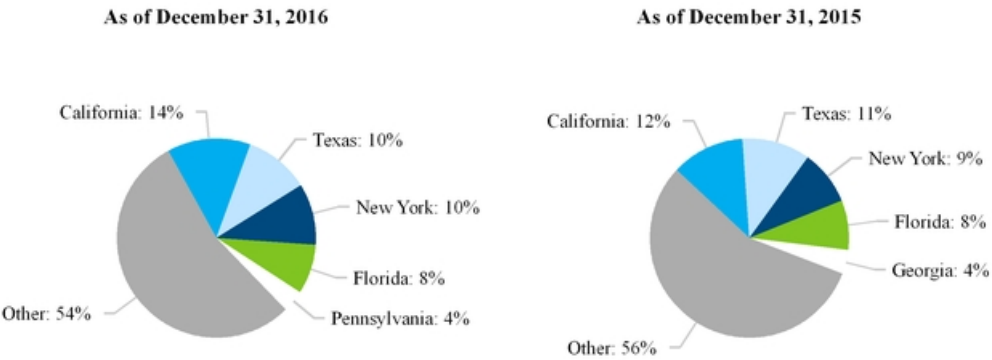 As of December 31, 2016
California: 14%
Texas: 10%
New York: 10%
Florida: 8%
Pennsylvania: 4%
Other: 54%
As of December 31, 2015
California: 12%
Texas: 11%
New York: 9%
Florida: 8%
Georgia: 4%
Other: 56%